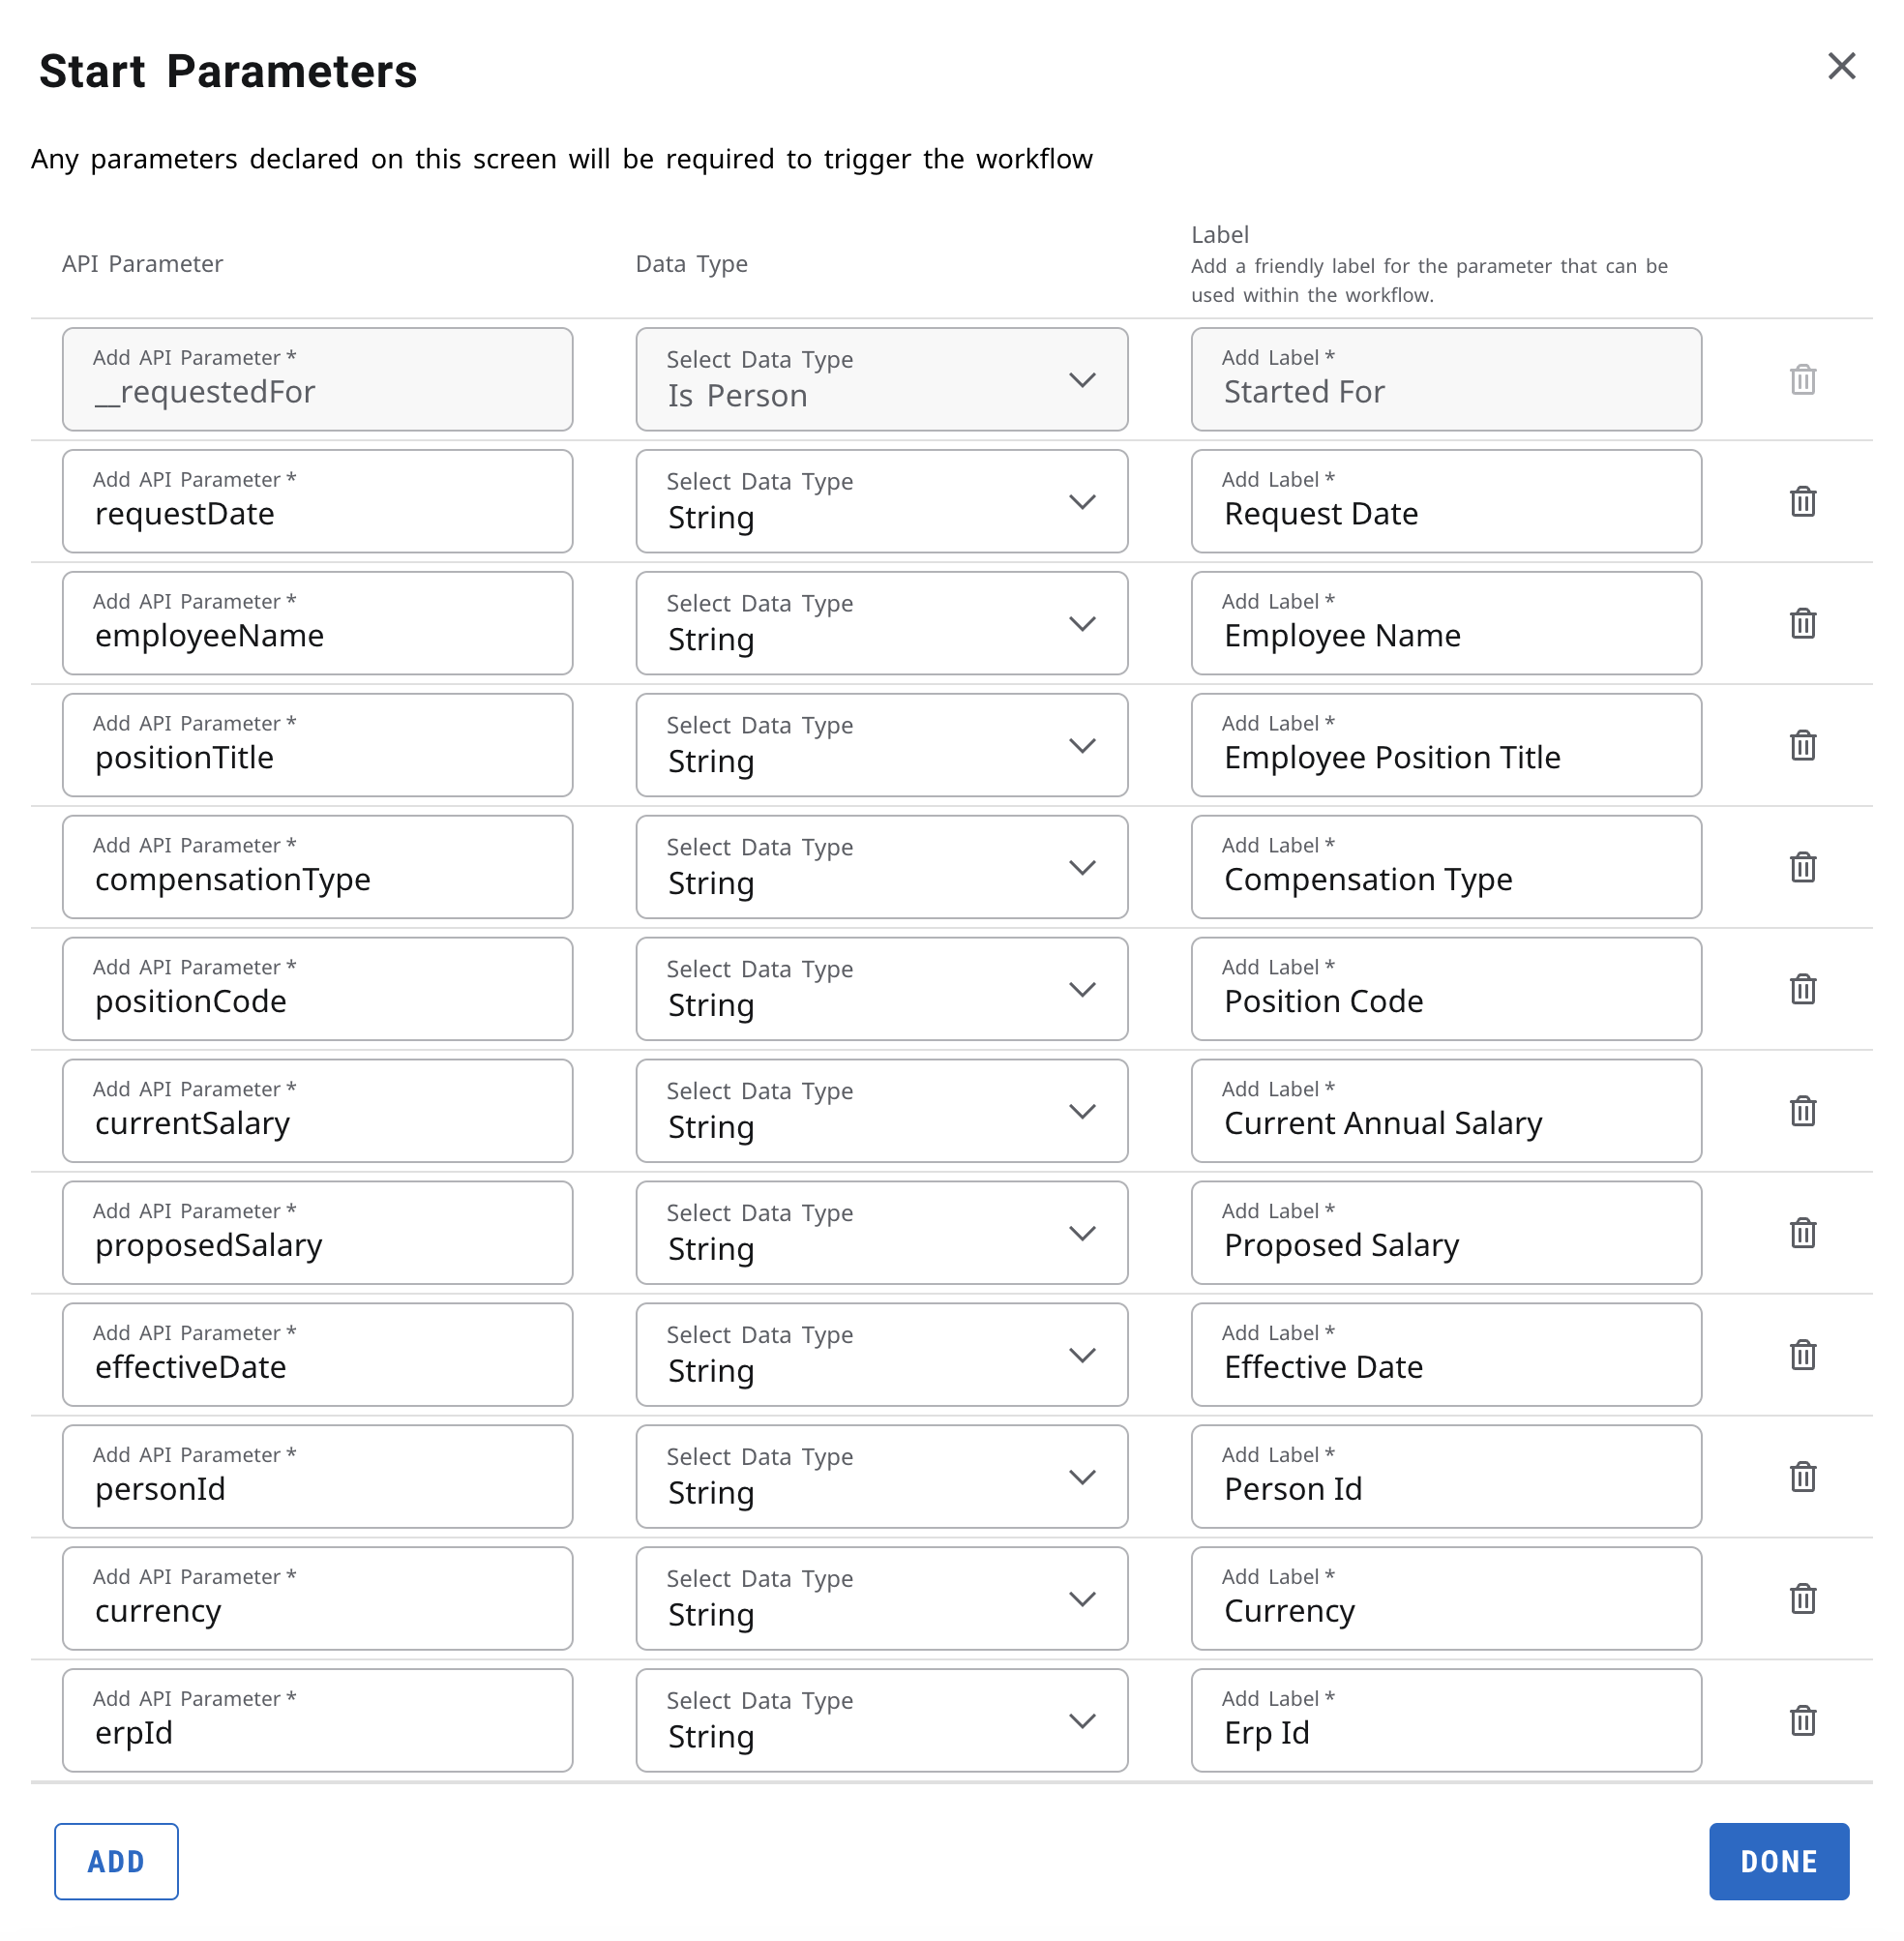 Start Parameters
Any parameters declared on this screen will be required to trigger the workflow
API Parameter
Data Type
Label
Add a friendly label for the parameter that can be
used within the workflow.
Add API Parameter *
__requestedFor
Select Data Type
Is Person
Add Label *
Started For
Add API Parameter *
requestDate
Select Data Type
String
Add Label *
Request Date
Add API Parameter *
employeeName
Select Data Type
String
Add Label *
Employee Name
Add API Parameter *
positionTitle
Select Data Type
String
Add Label *
Employee Position Title
Add API Parameter *
compensationType
Select Data Type
String
Add Label *
Compensation Type
Add API Parameter *
positionCode
Select Data Type
String
Add Label *
Position Code
Add API Parameter *
currentSalary
Select Data Type
String
Add Label *
Current Annual Salary
Add API Parameter *
proposedSalary
Select Data Type
String
Add Label *
Proposed Salary
Add API Parameter *
effectiveDate
Select Data Type
String
Add Label *
Effective Date
Add API Parameter *
personId
Select Data Type
String
Add Label *
Person Id
Add API Parameter *
currency
Select Data Type
String
Add Label *
Currency
Add API Parameter *
erpId
Select Data Type
String
Add Label *
Erp Id
ADD
DONE